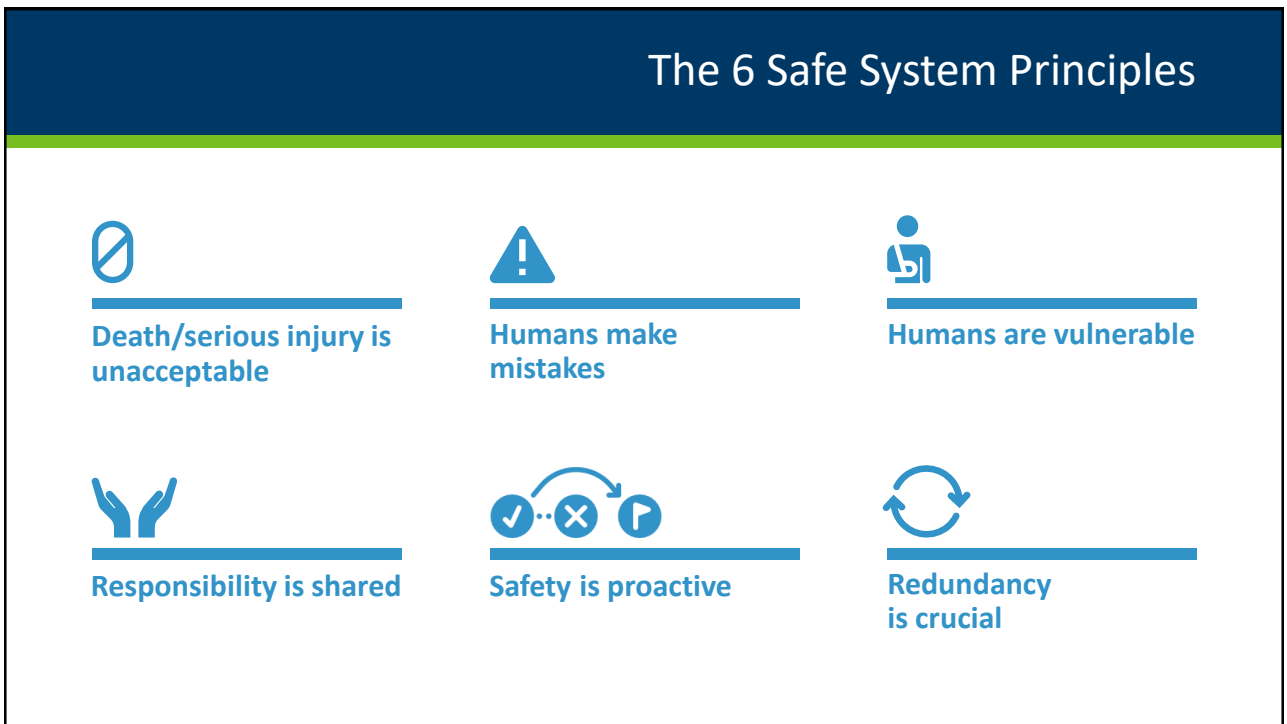 The 6 Safe System Principles
Death/serious injury is
unacceptable
Humans make
mistakes
Humans are vulnerable
Responsibility is shared
Safety is proactive
Redundancy
is crucial